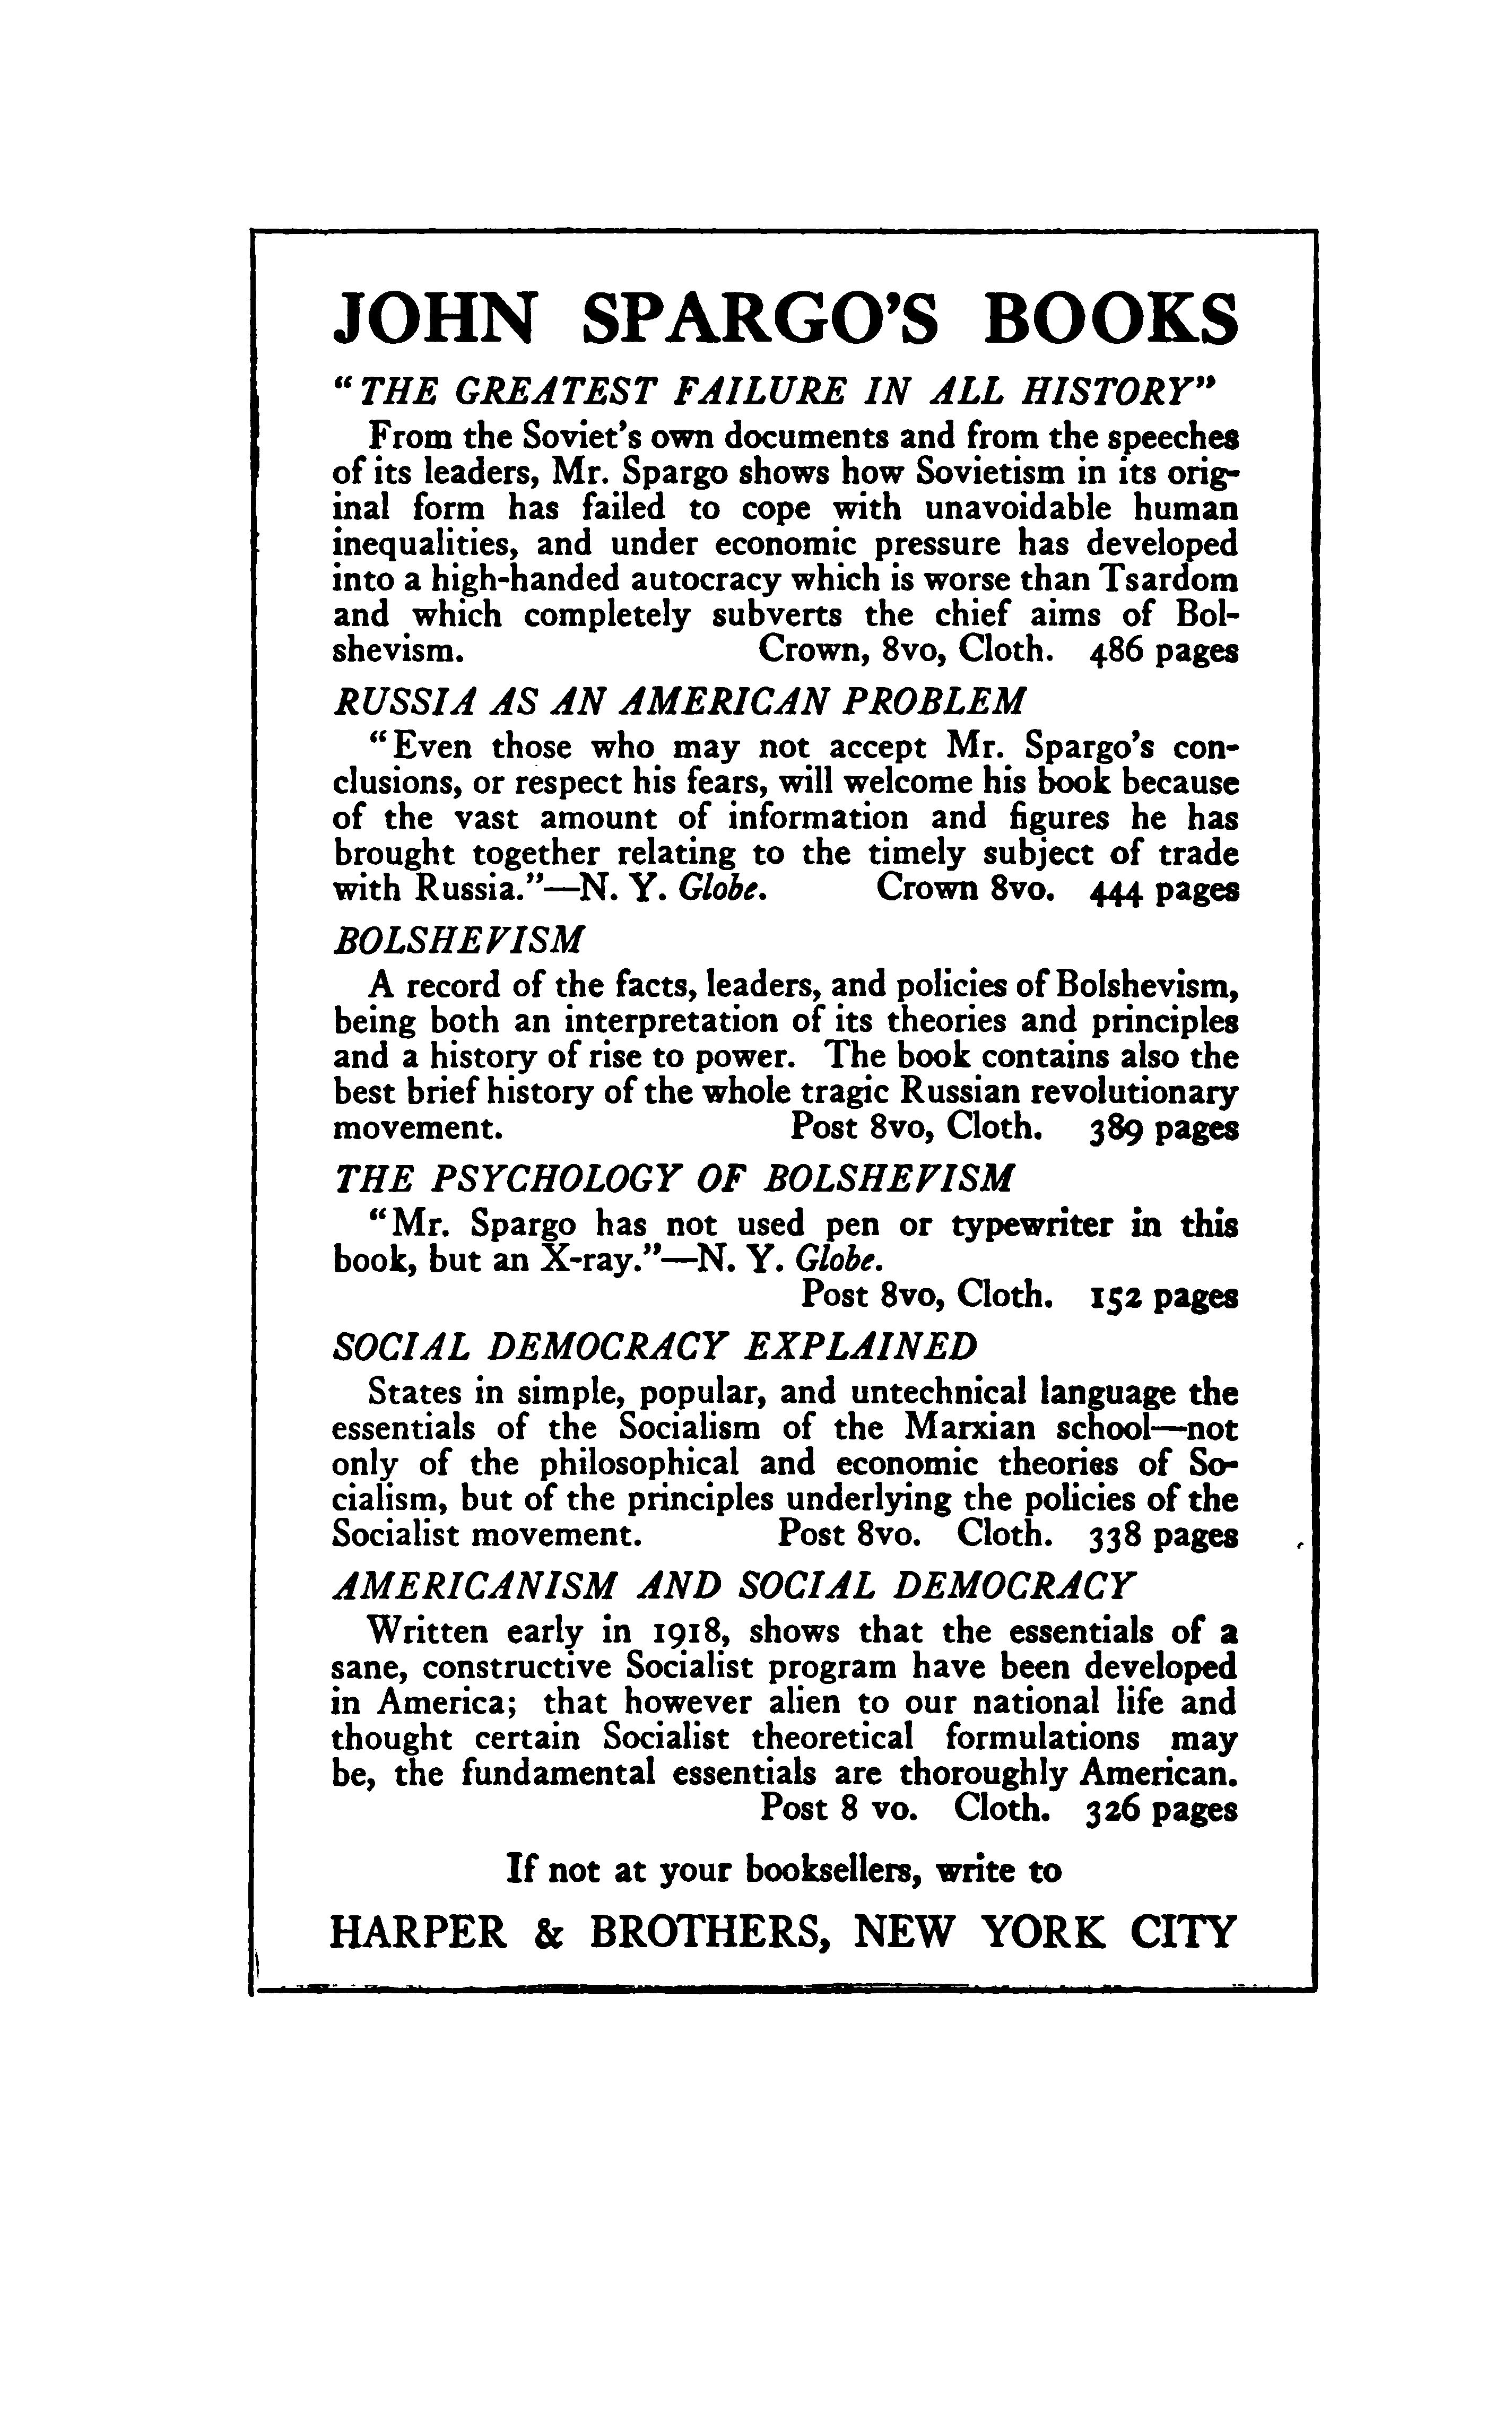 JOHN SPARGO’S BOOKS
“THE GREATEST FAILURE IN ALL HISTORY”
From the Soviet’s own documents and from the speeches
of its leaders, Mr. Spargo shows how Sovietism in its orig-
inal form has failed to cope with unavoidable human
inequalities, and under economic pressure has developed
into a high-handed autocracy which is worse than Tsardom
and which completely subverts the chief aims of Bol-
shevism. Crown, 8vo, Cloth. 486 pages
RUSSIA AS AN AMERICAN PROBLEM
“Even those who may not accept Mr. Spargo’s con-
clusions, or respect his fears, will welcome his book because
of the vast amount of information and figures he has
brought together relating to the timely subject of trade
with Russia.”—N. Y. Globe. Crown 8vo. 444 pages
BOLSHEVISM
A record of the facts, leaders, and policies of Bolshevism,
being both an interpretation of its theories and principles
and a history of rise to power. The book contains also the
best brief history of the whole tragic Russian revolutionary
movement. Post 8vo, Cloth. 389 pages
THE PSYCHOLOGY OF BOLSHEVISM
“Mr. Spargo has not used pen or typewriter in this
book, but an X-ray.”—N. Y. Globe.
Post 8vo, Cloth. 152 pages
SOCIAL DEMOCRACY EXPLAINED
States in simple, popular, and untechnical language the
essentials of the Socialism of the Marxian school—not
only of the philosophical and economic theories of So-
cialism, but of the principles underlying the policies of the
Socialist movement. Post 8vo. Cloth. 338 pages
AMERICANISM AND SOCIAL DEMOCRACY
Written early in 1918, shows that the essentials of a
sane, constructive Socialist program have been developed
in America; that however alien to our national life and
thought certain Socialist theoretical formulations may
be, the fundamental essentials are thoroughly American.
Post 8 vo. Cloth. 326 pages
If not at your booksellers, write to
HARPER & BROTHERS, NEW YORK CITY